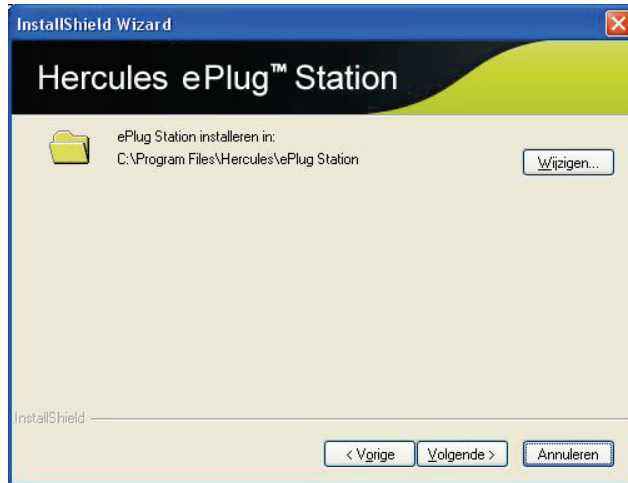 InstallShield Wizard
Hercules ePlug™ Station
ePlug Station installeren in:
C:\Program Files\Hercules\ePlug Station
Wijzigen...
InstallShield
< Vorige
Volgende >
Annuleren